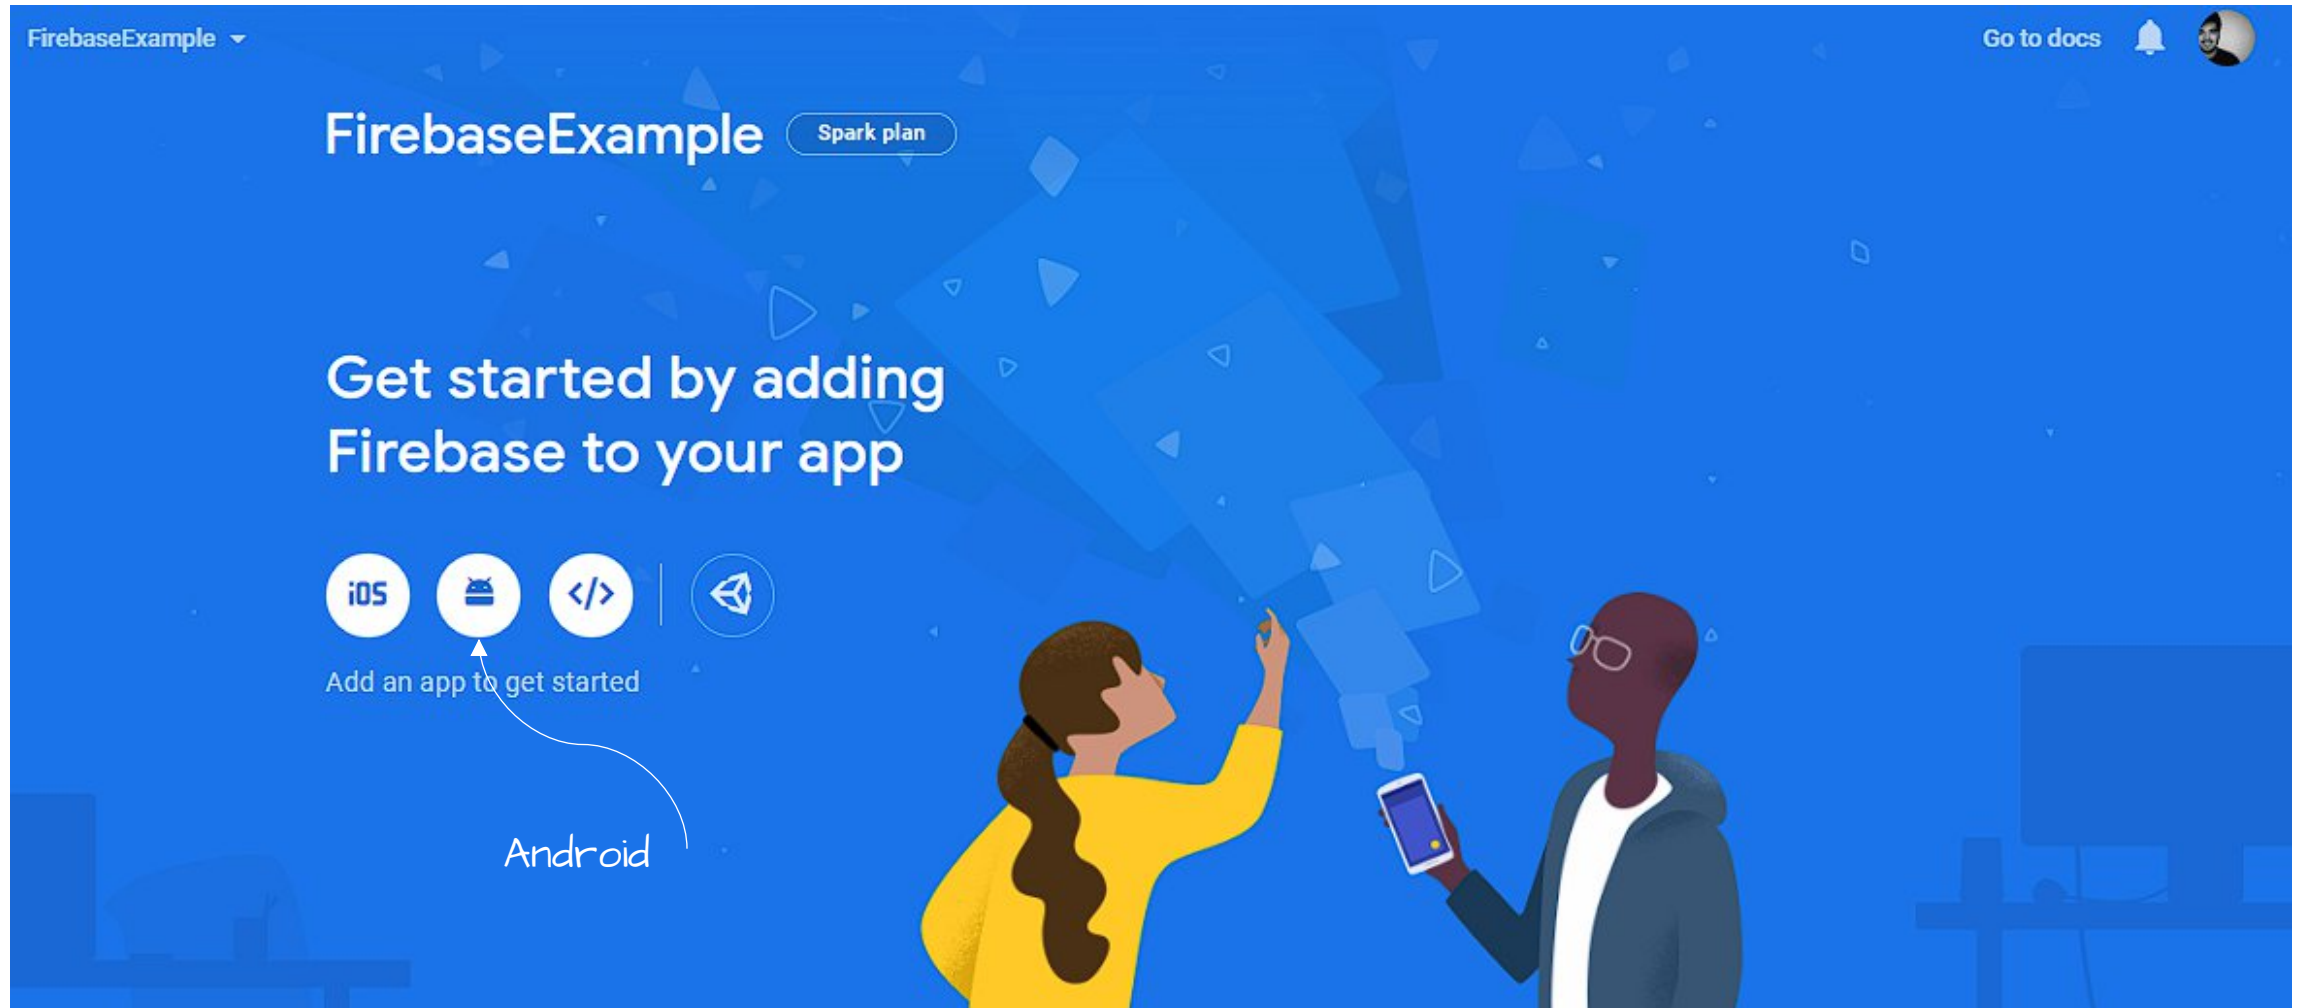 FirebaseExample
Go to docs
FirebaseExample
Spark plan
Get started by adding
Firebase to your app
iOS
</>
Add an app to get started
Android